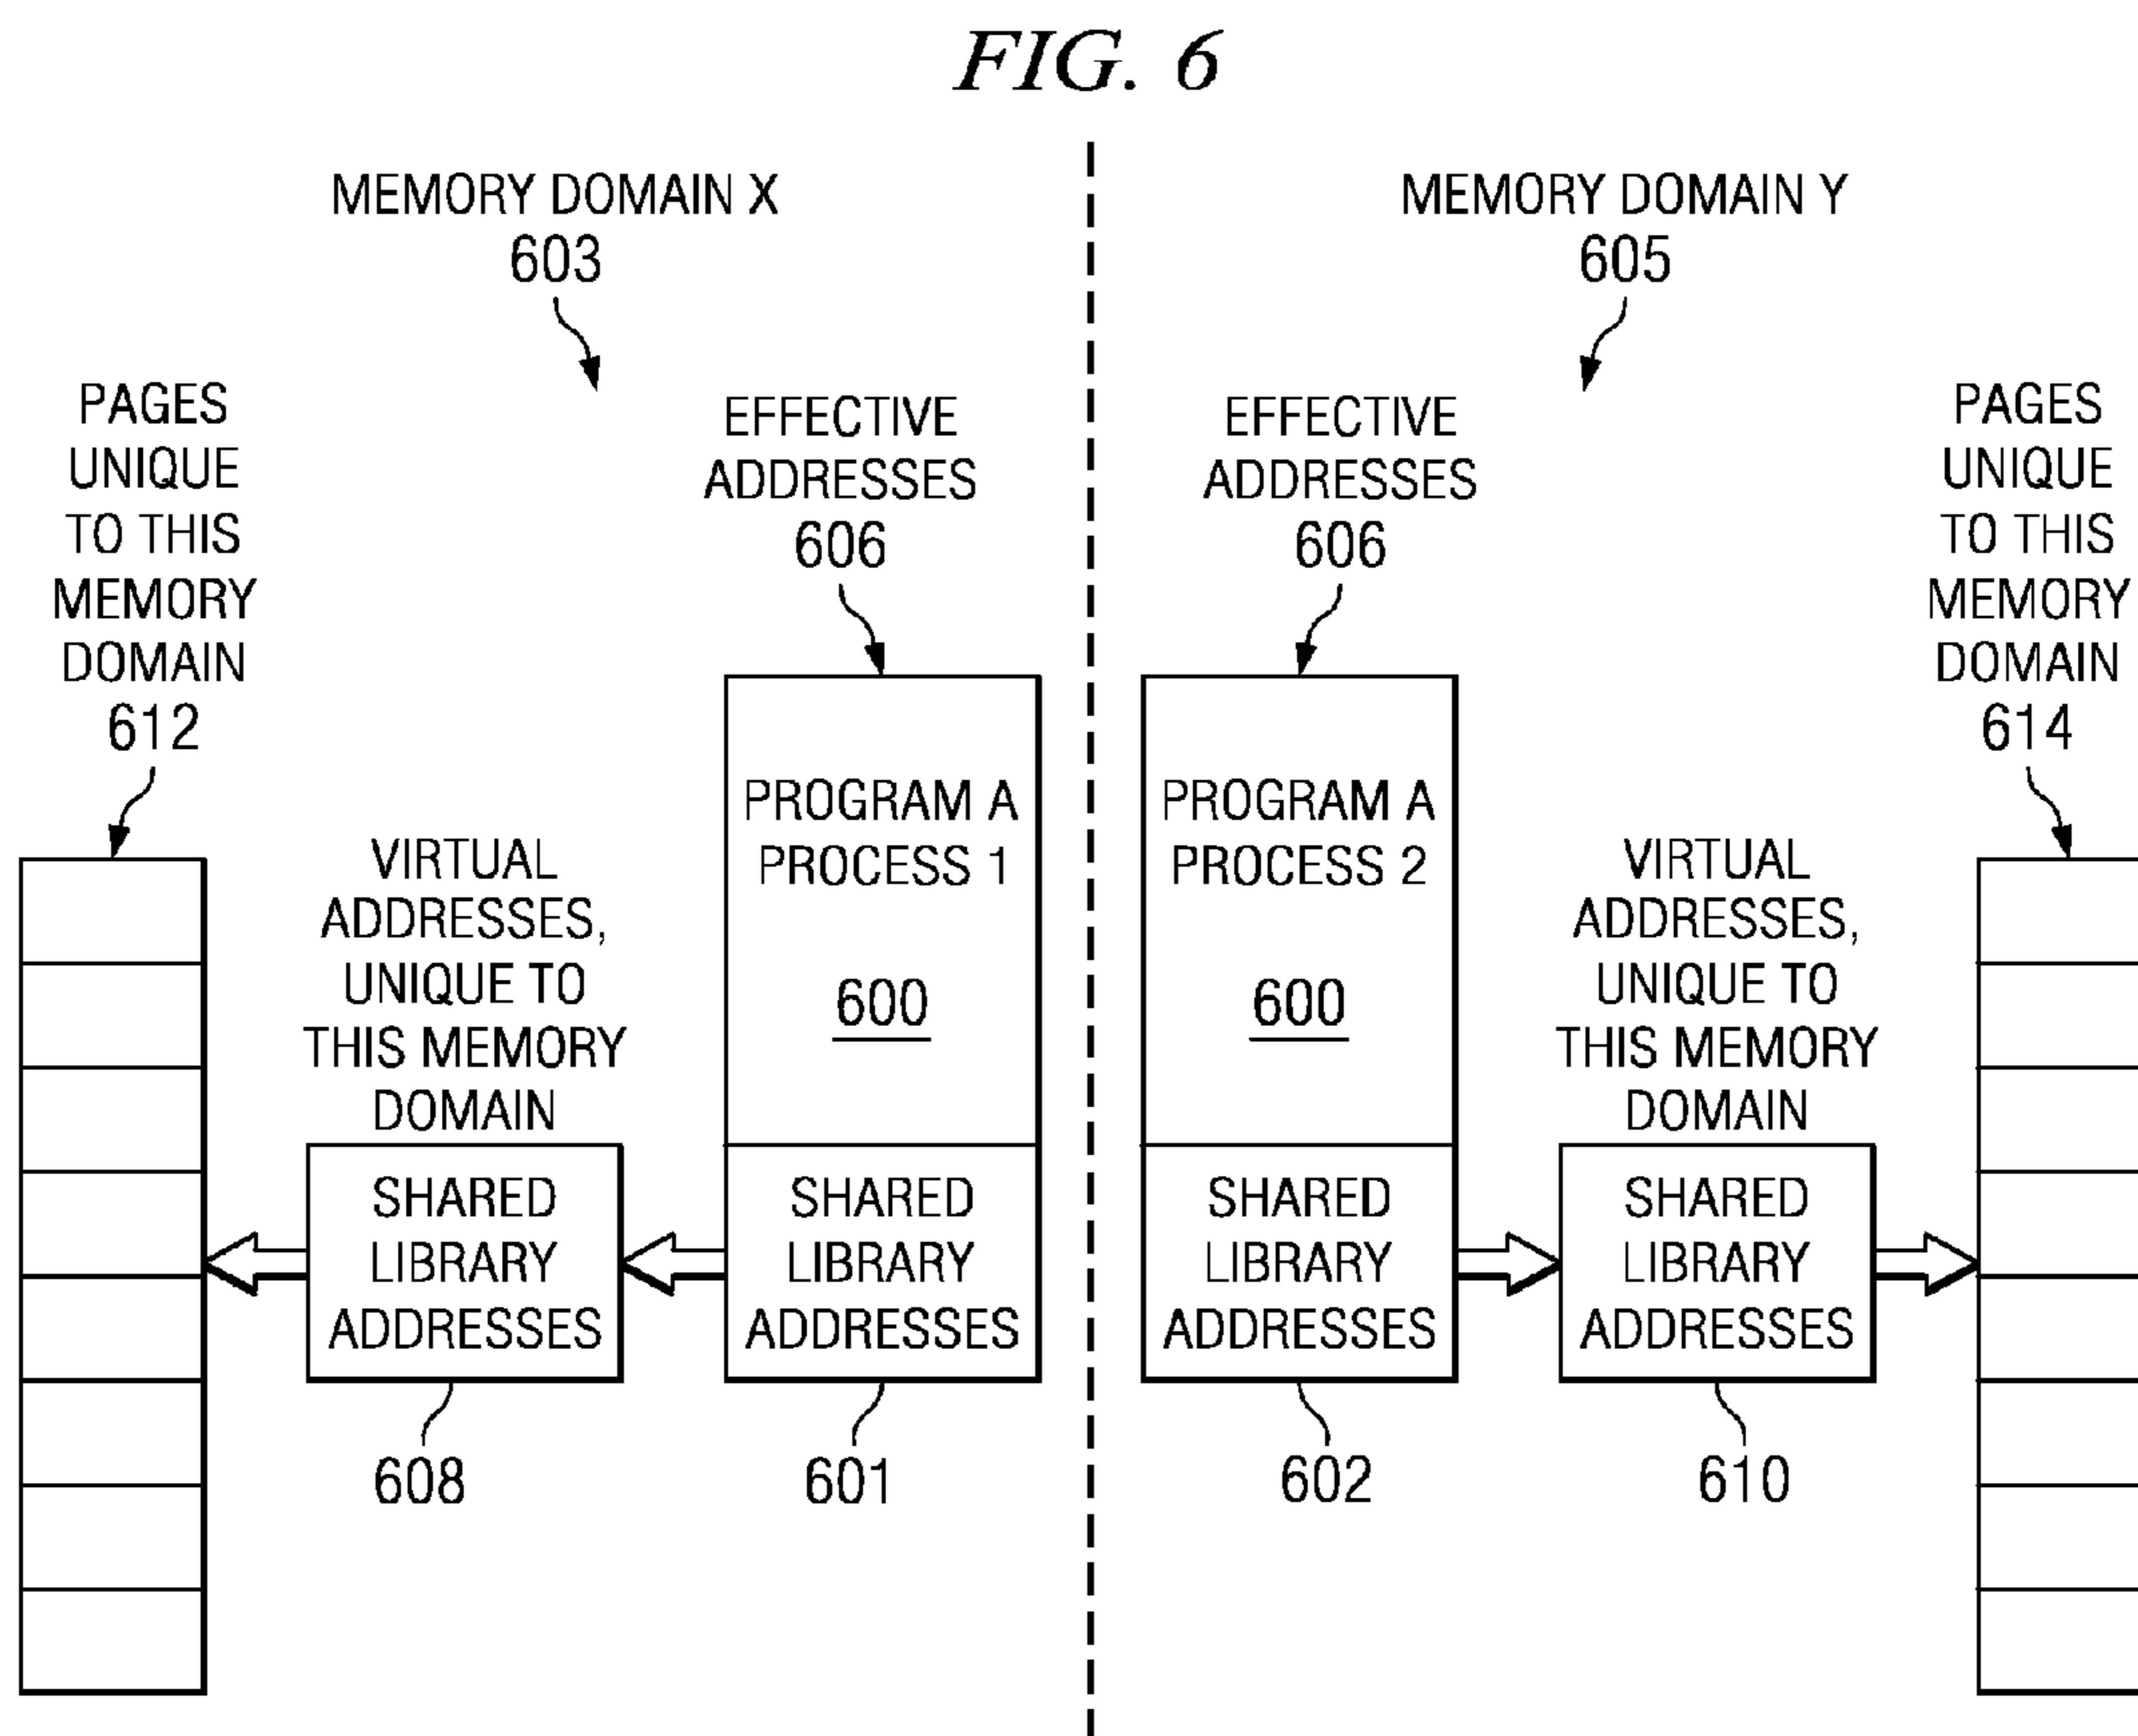 FIG. 6
MEMORY DOMAIN X
603
MEMORY DOMAIN Y
605
PAGES
UNIQUE
TO THIS
MEMORY
DOMAIN
612
EFFECTIVE
ADDRESSES
606
EFFECTIVE
ADDRESSES
606
PAGES
UNIQUE
TO THIS
MEMORY
DOMAIN
614
VIRTUAL
ADDRESSES,
UNIQUE TO
THIS MEMORY
DOMAIN
PROGRAM A
PROCESS 1
600
PROGRAM A
PROCESS 2
600
VIRTUAL
ADDRESSES,
UNIQUE TO
THIS MEMORY
DOMAIN
SHARED
LIBRARY
ADDRESSES
SHARED
LIBRARY
ADDRESSES
SHARED
LIBRARY
ADDRESSES
SHARED
LIBRARY
ADDRESSES
608
601
602
610